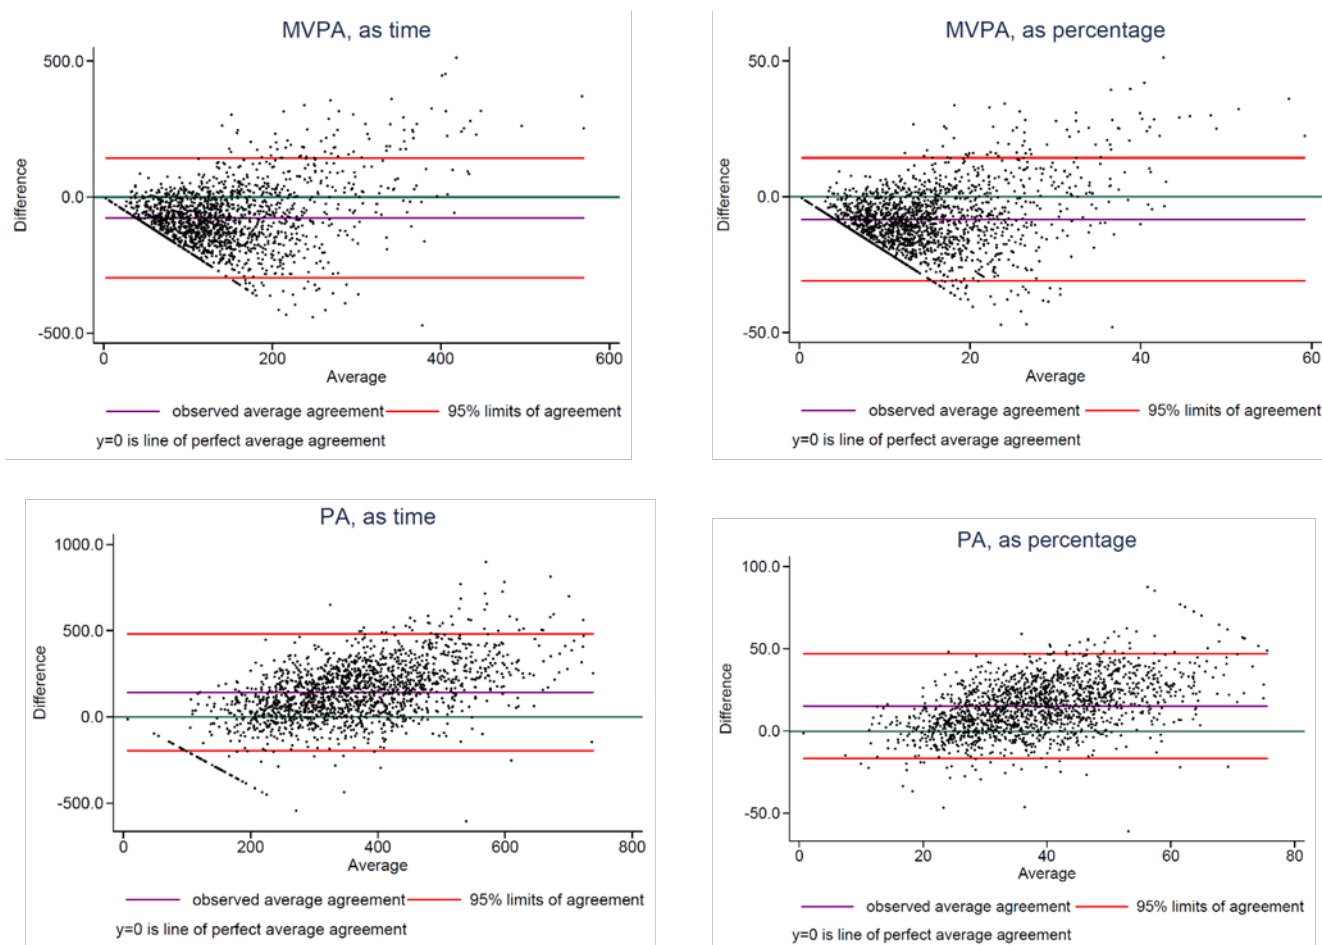 MVPA, as time
500.0
0.0
-500.0
Difference
0 200 400 600
Average
observed average agreement 95% limits of agreement
y=0 is line of perfect average agreement
MVPA, as percentage
50.0
0.0
-50.0
Difference
0 20 40 60
Average
observed average agreement 95% limits of agreement
y=0 is line of perfect average agreement
PA, as time
1000.0
500.0
0.0
-500.0
Difference
0 200 400 600 800
Average
observed average agreement 95% limits of agreement
y=0 is line of perfect average agreement
PA, as percentage
100.0
50.0
0.0
-50.0
Difference
0 20 40 60 80
Average
observed average agreement 95% limits of agreement
y=0 is line of perfect average agreement